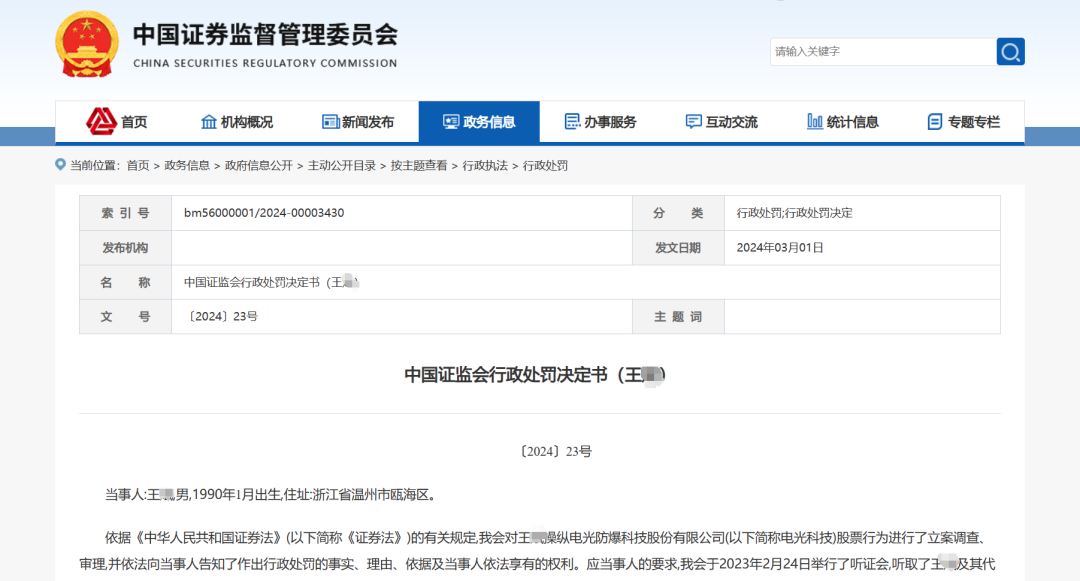 中国证券监督管理委员会
CHINA SECURITIES REGULATORY COMMISSION
请输入关键字
首页 机构概况 新闻发布 政务信息 办事服务 互动交流 统计信息 专题专栏
当前位置: 首页 > 政务信息 > 政府信息公开 > 主动公开目录 > 按主题查看 > 行政执法 > 行政处罚
索 引 号 bm56000001/2024-00003430 分 类 行政处罚;行政处罚决定
发布机构 发文日期 2024年03月01日
名 称 中国证监会行政处罚决定书（王）
文 号 〔2024〕23号 主 题 词
中国证监会行政处罚决定书（王）
〔2024〕23号
当事人:王,男,1990年1月出生,住址:浙江省温州市瓯海区。
依据《中华人民共和国证券法》(以下简称《证券法》)的有关规定,我会对王操纵电光防爆科技股份有限公司(以下简称电光科技)股票行为进行了立案调查、
审理,并依法向当事人告知了作出行政处罚的事实、理由、依据及当事人依法享有的权利。应当事人的要求,我会于2023年2月24日举行了听证会,听取了王及其代